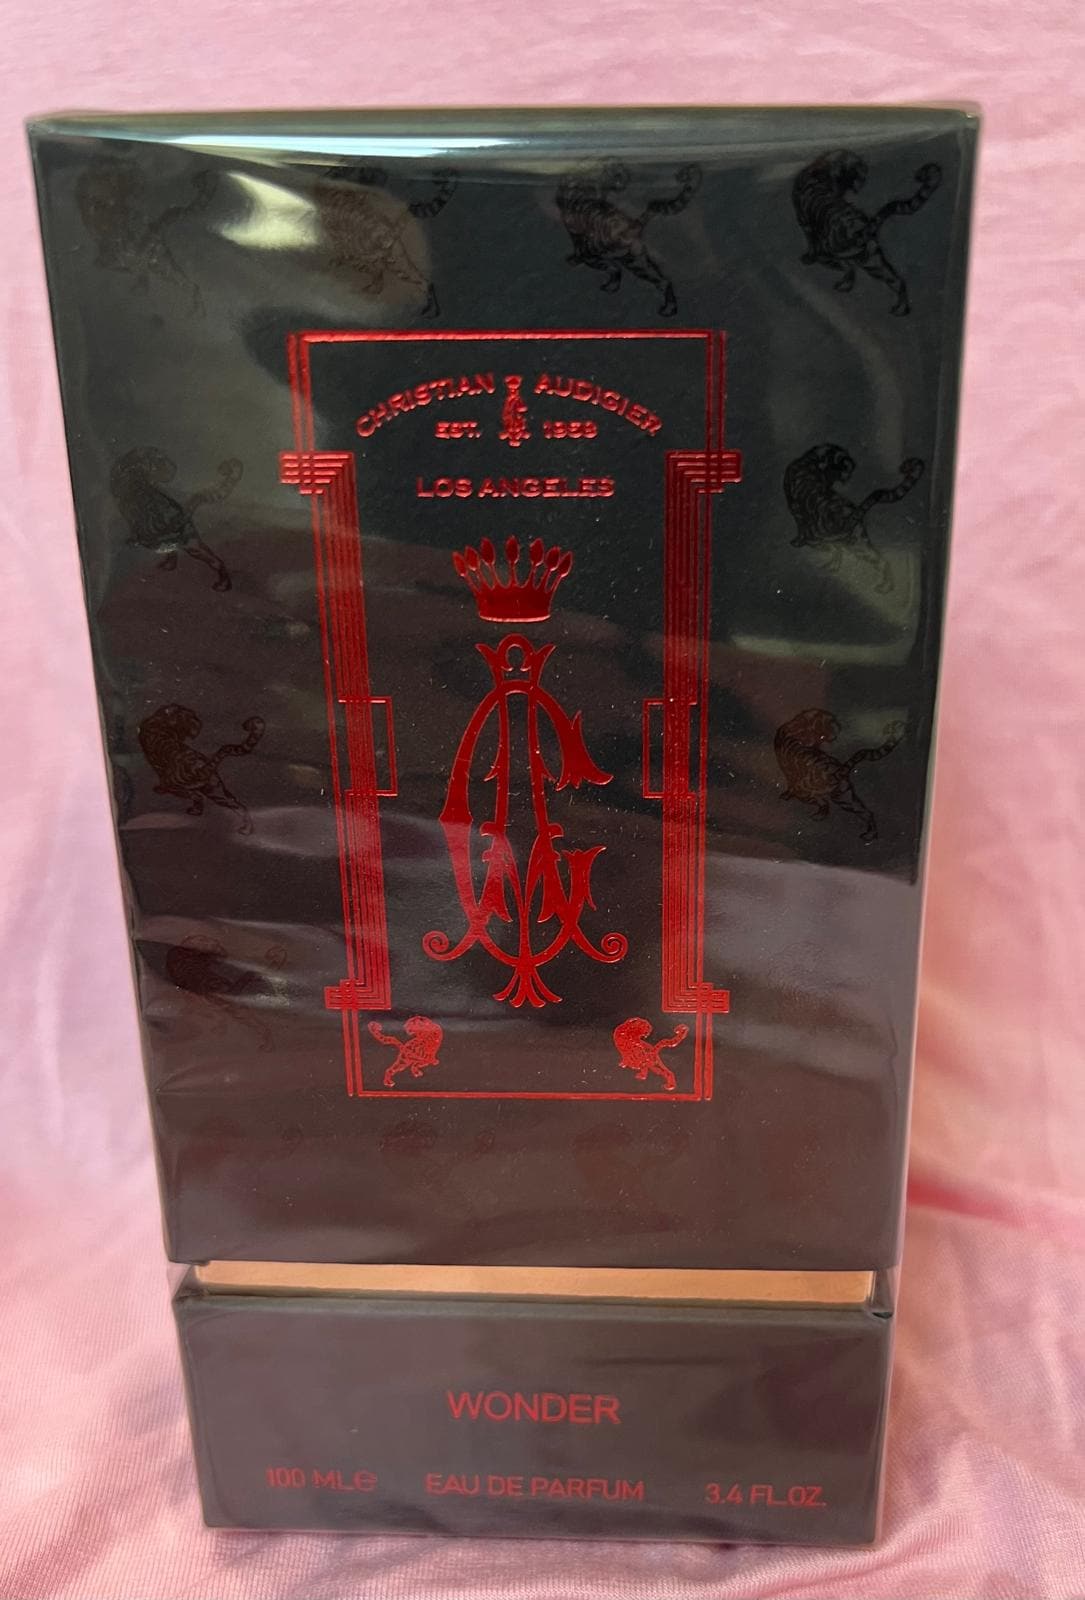 CHRISTIAN AUDIGIER
EST. 1958
LOS ANGELES
WONDER
100 ML℮ EAU DE PARFUM 3.4 FL.OZ.